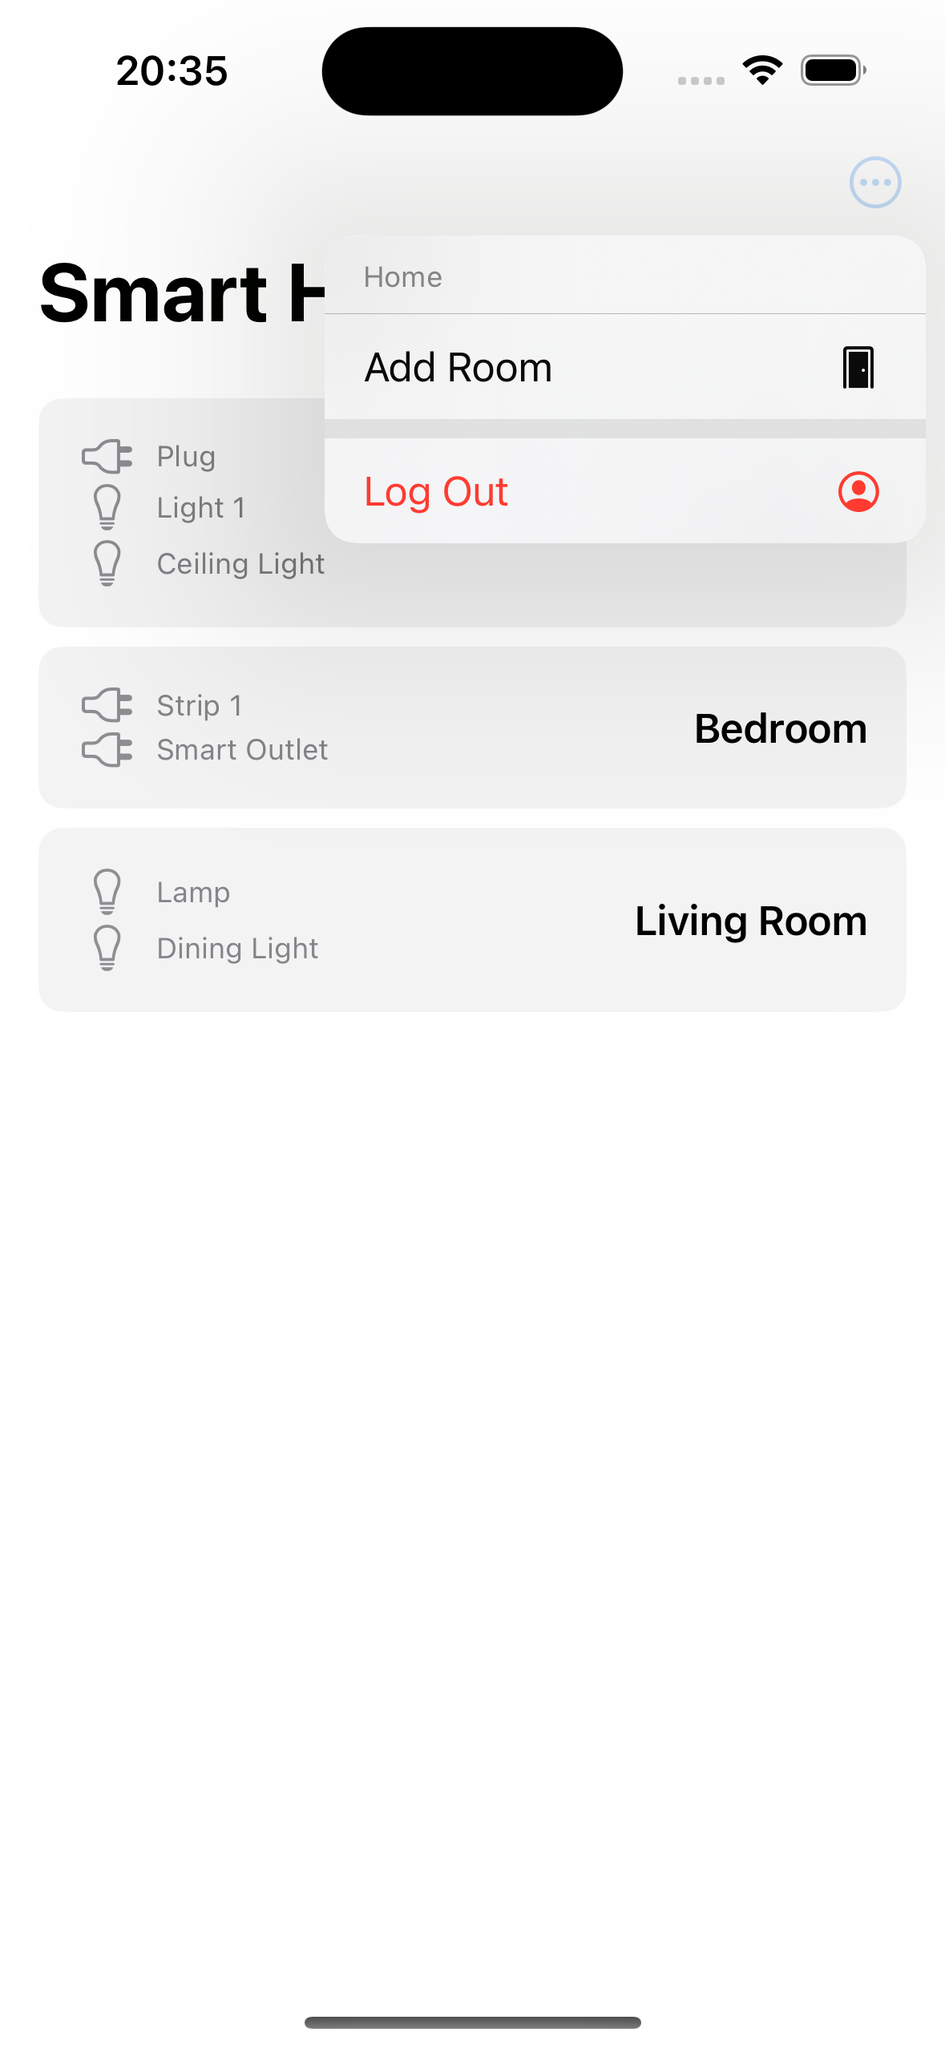 20:35
Smart H
Home
Add Room
Log Out
Plug
Light 1
Ceiling Light
Strip 1
Smart Outlet
Bedroom
Lamp
Dining Light
Living Room